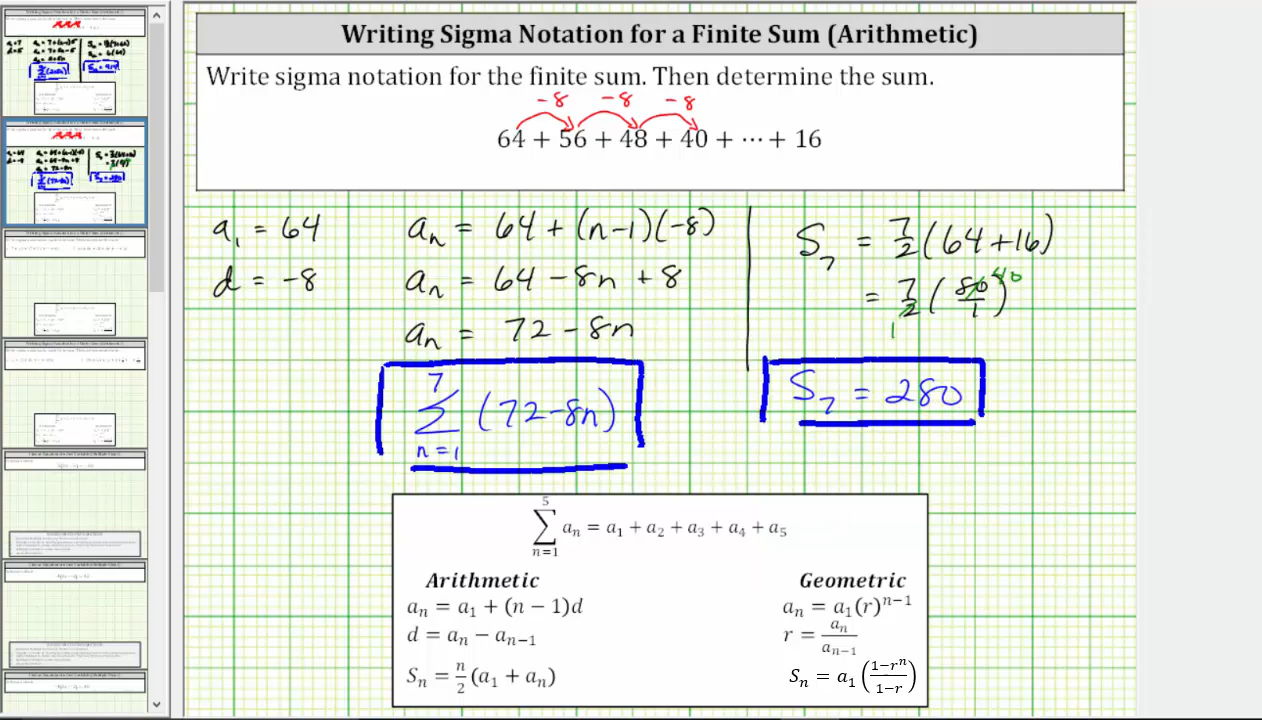 Writing Sigma Notation for a Finite Sum (Arithmetic)
Write sigma notation for the finite sum. Then determine the sum.
-8 -8 -8
64 + 56 + 48 + 40 + ⋯ + 16
a₁ = 64
d = -8
aₙ = 64 + (n-1)(-8)
aₙ = 64 - 8n + 8
aₙ = 72 - 8n
7
∑ (72-8n)
n=1
S₇ = 7/2 (64+16)
= 7/2 (80/1) 40
1
S₇ = 280
5
∑ aₙ = a₁ + a₂ + a₃ + a₄ + a₅
n=1
Arithmetic
aₙ = a₁ + (n − 1)d
d = aₙ − aₙ₋₁
Sₙ = n/2 (a₁ + aₙ)
Geometric
aₙ = a₁(r)ⁿ⁻¹
r = aₙ/aₙ₋₁
Sₙ = a₁ ((1−rⁿ)/(1−r))